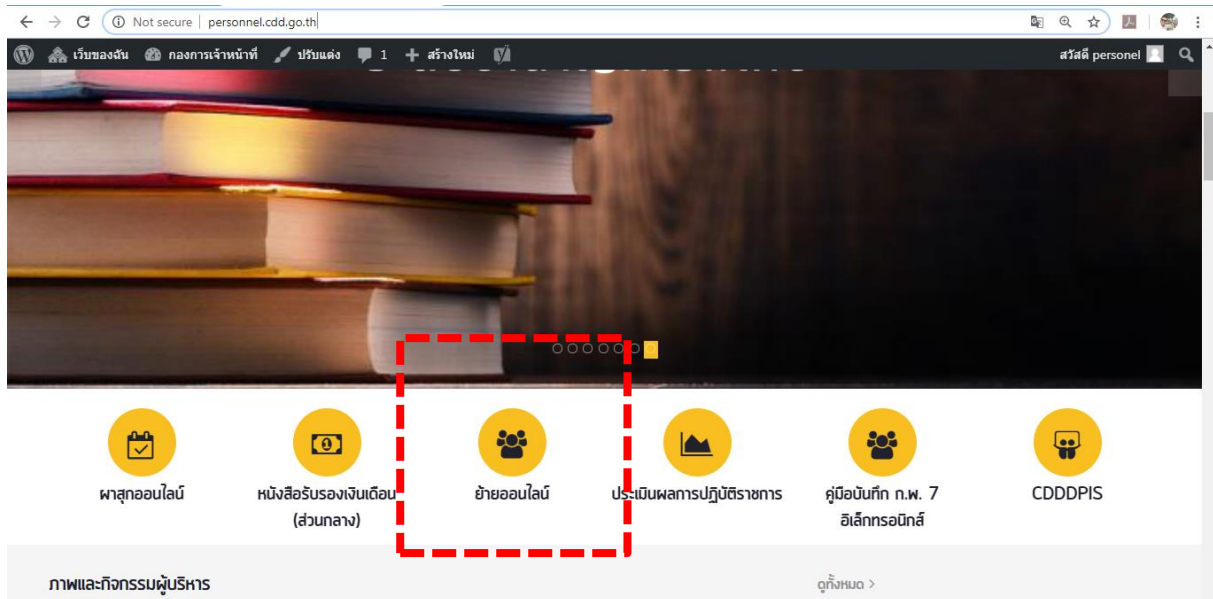 Not secure | personnel.cdd.go.th
เว็บของฉัน กองการเจ้าหน้าที่ ปรับแต่ง 1 + สร้างใหม่ สวัสดี personel
ผาสุกออนไลน์
หนังสือรับรองเงินเดือน
(ส่วนกลาง)
ย้ายออนไลน์
ประเมินผลการปฏิบัติราชการ
คู่มือบันทึก ก.พ. 7
อิเล็กทรอนิกส์
CDDDPIS
ภาพและกิจกรรมผู้บริหาร
ดูทั้งหมด >